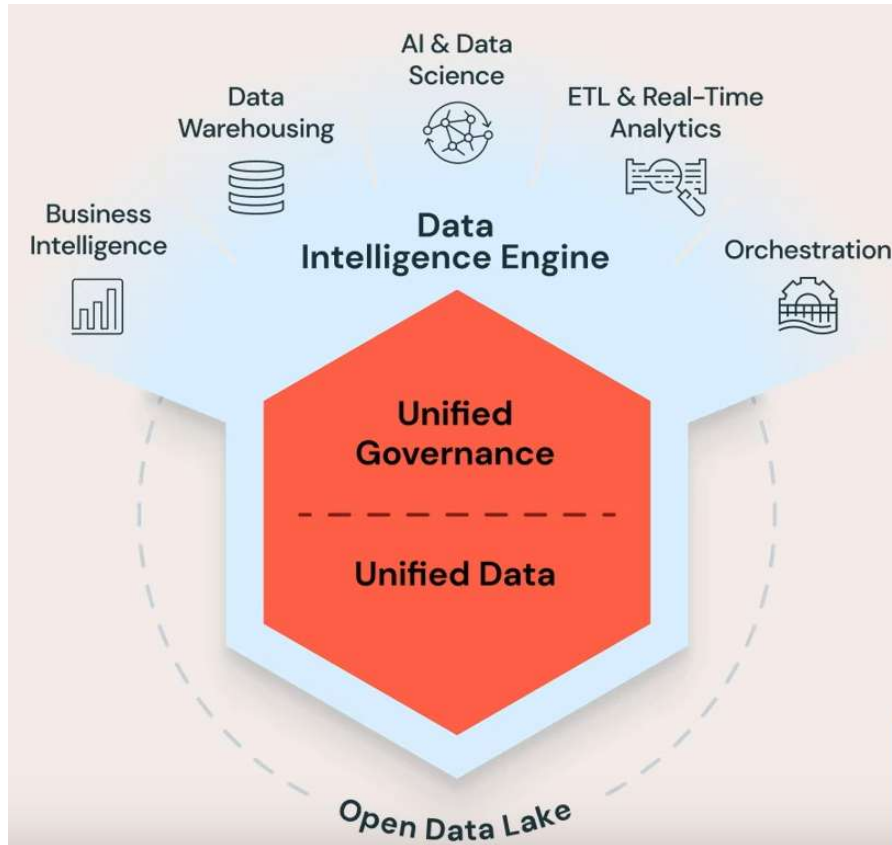 AI & Data
Science
Data
Warehousing
ETL & Real-Time
Analytics
Business
Intelligence
Data
Intelligence Engine
Orchestration
Unified
Governance
Unified Data
Open Data Lake